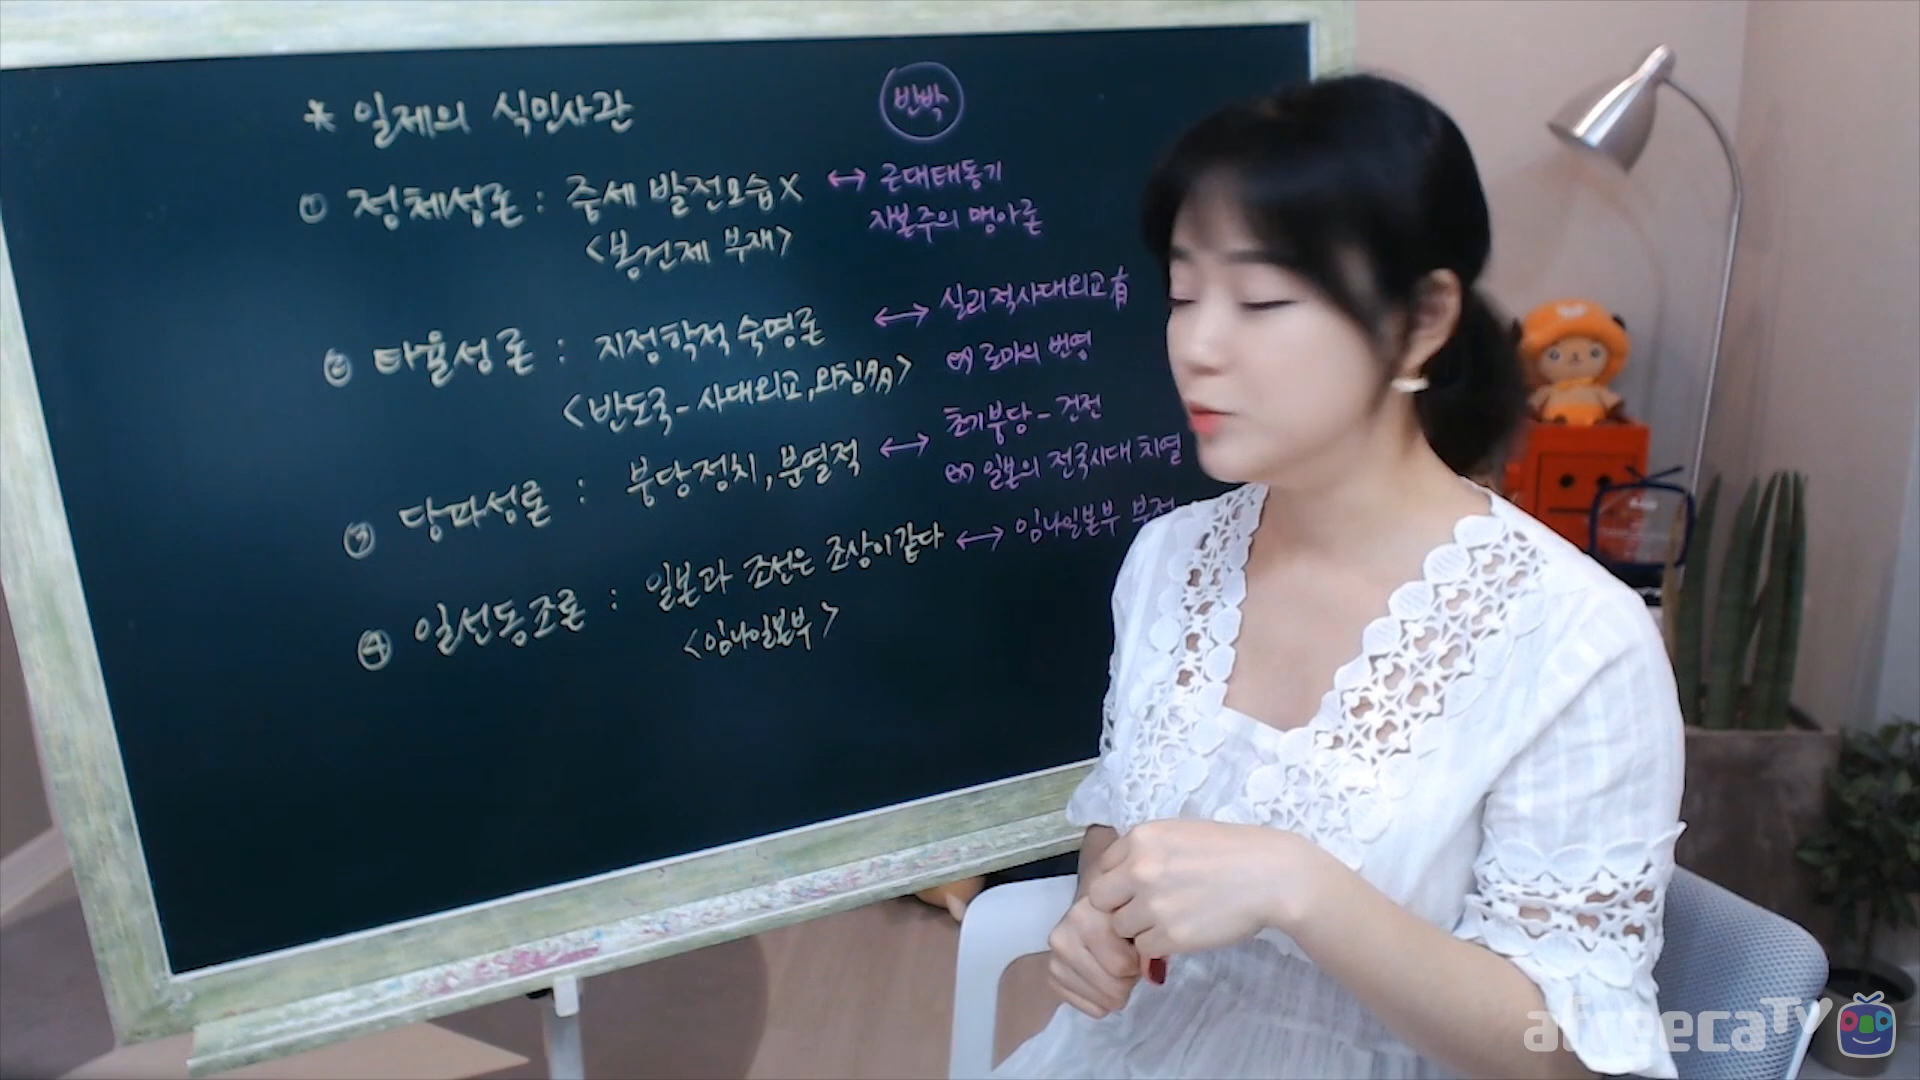 * 일제의 식민사관
반박
① 정체성론 : 중세 발전모습 X ↔ 근대태동기
<봉건제 부재> 자본주의 맹아론
② 타율성론 : 지정학적 숙명론 ↔ 실리적사대외교 有
<반도국 - 사대외교, 외침 > ex) 로마의 번영
③ 당파성론 : 붕당정치, 분열적 ↔ 초기붕당 - 건전
ex) 일본의 전국시대 치열
④ 일선동조론 : 일본과 조선은 조상이같다 ↔ 임나일본부 부정
<임나일본부>
afreecaTV